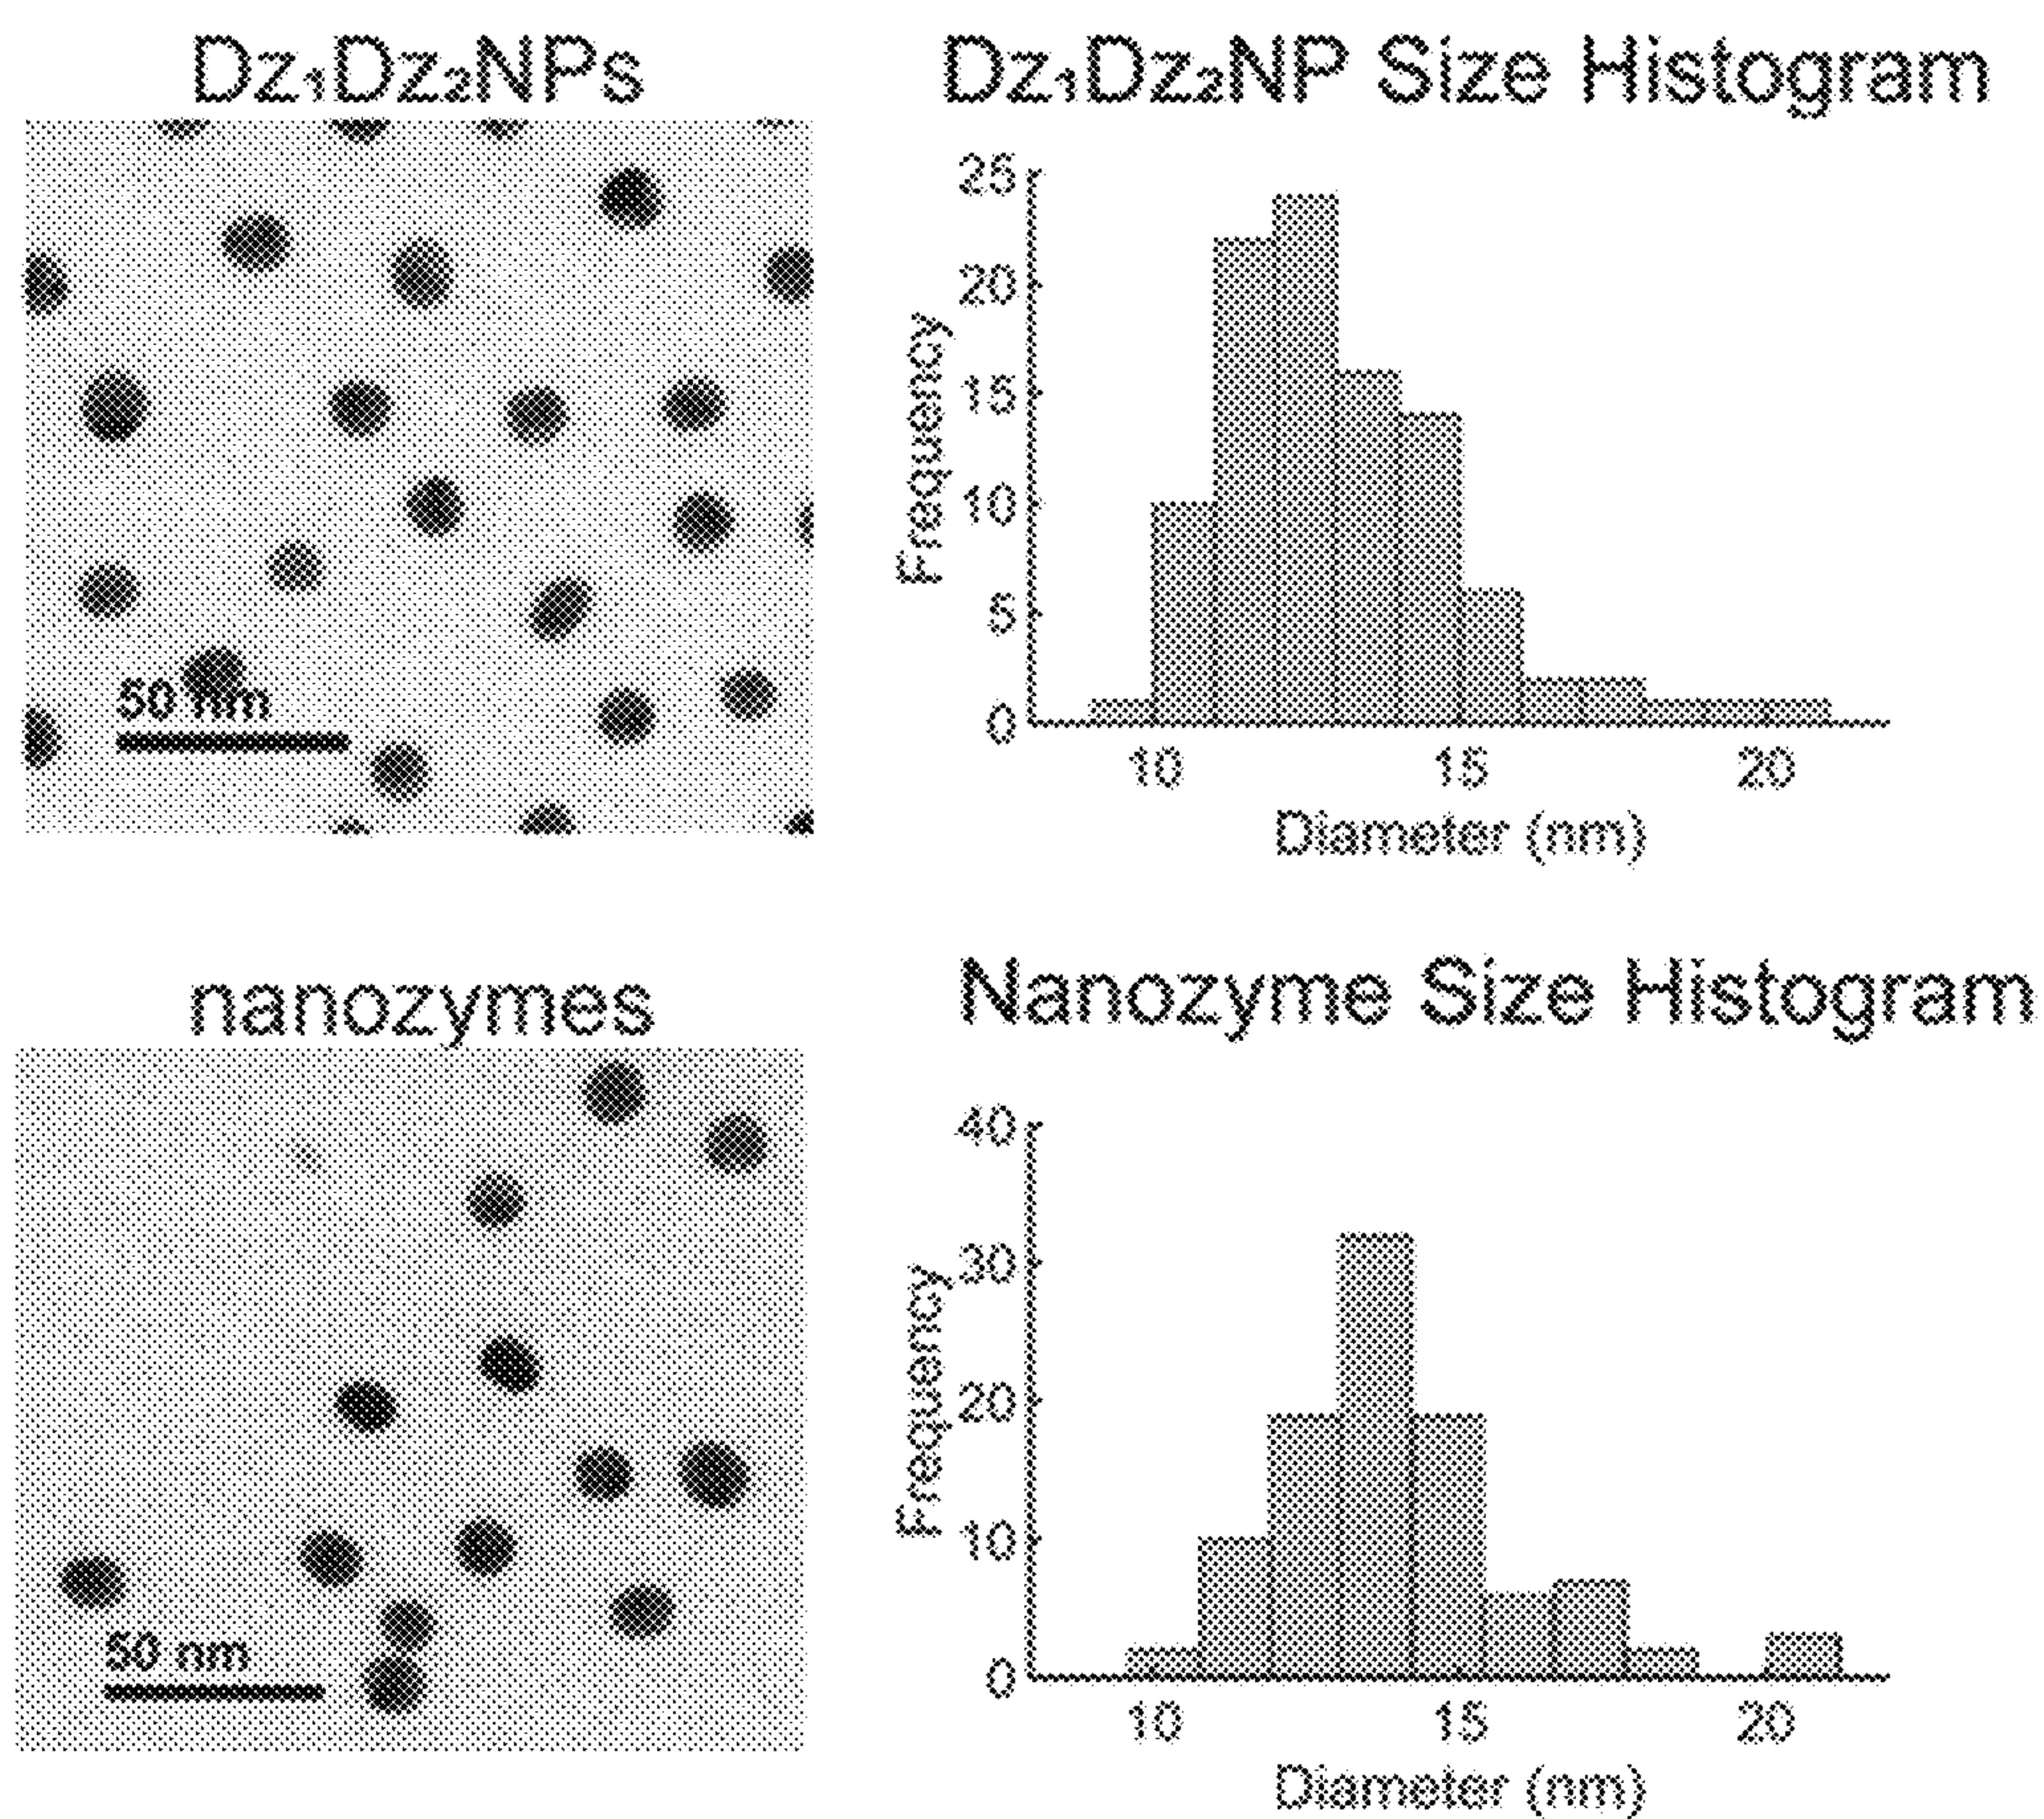 Dz₁Dz₂NPs
50 nm
Dz₁Dz₂NP Size Histogram
25
20
15
10
5
0
Frequency
10 15 20
Diameter (nm)
nanozymes
50 nm
Nanozyme Size Histogram
40
30
20
10
0
Frequency
10 15 20
Diameter (nm)